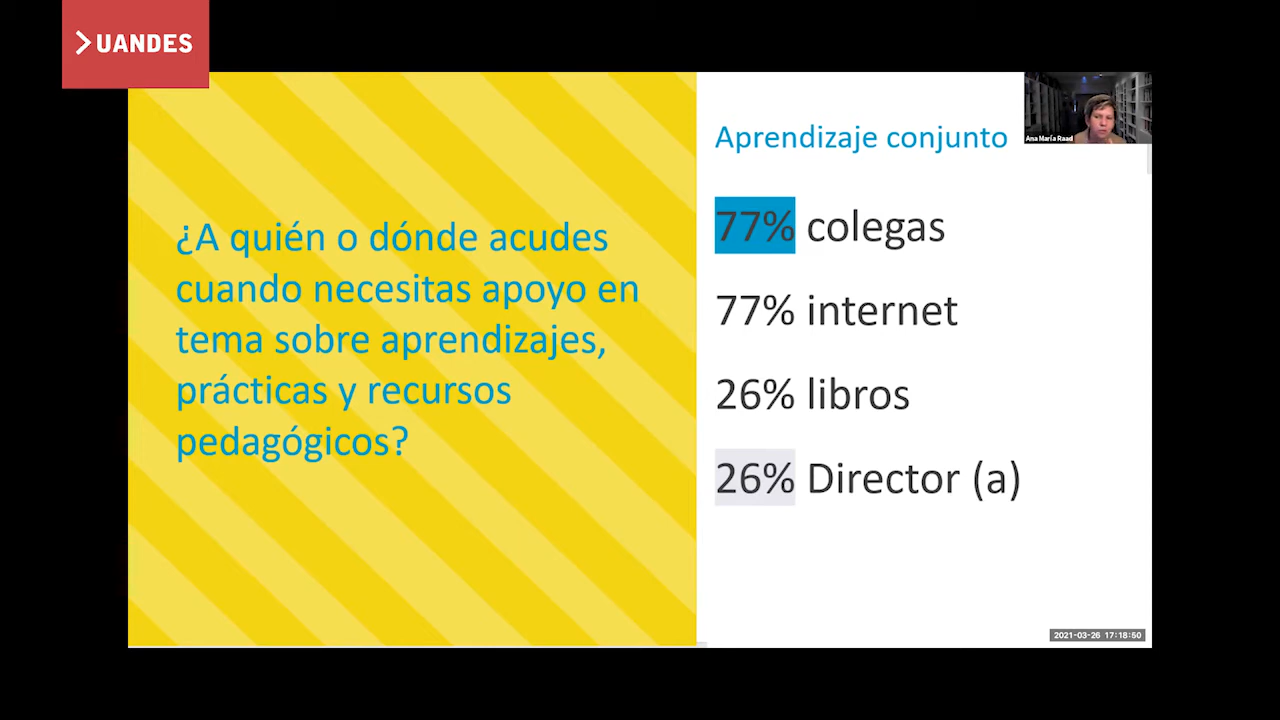 UANDES
¿A quién o dónde acudes
cuando necesitas apoyo en
tema sobre aprendizajes,
prácticas y recursos
pedagógicos?
Aprendizaje conjunto
77% colegas
77% internet
26% libros
26% Director (a)
Ana María Raad
2021-03-26 17:18:50